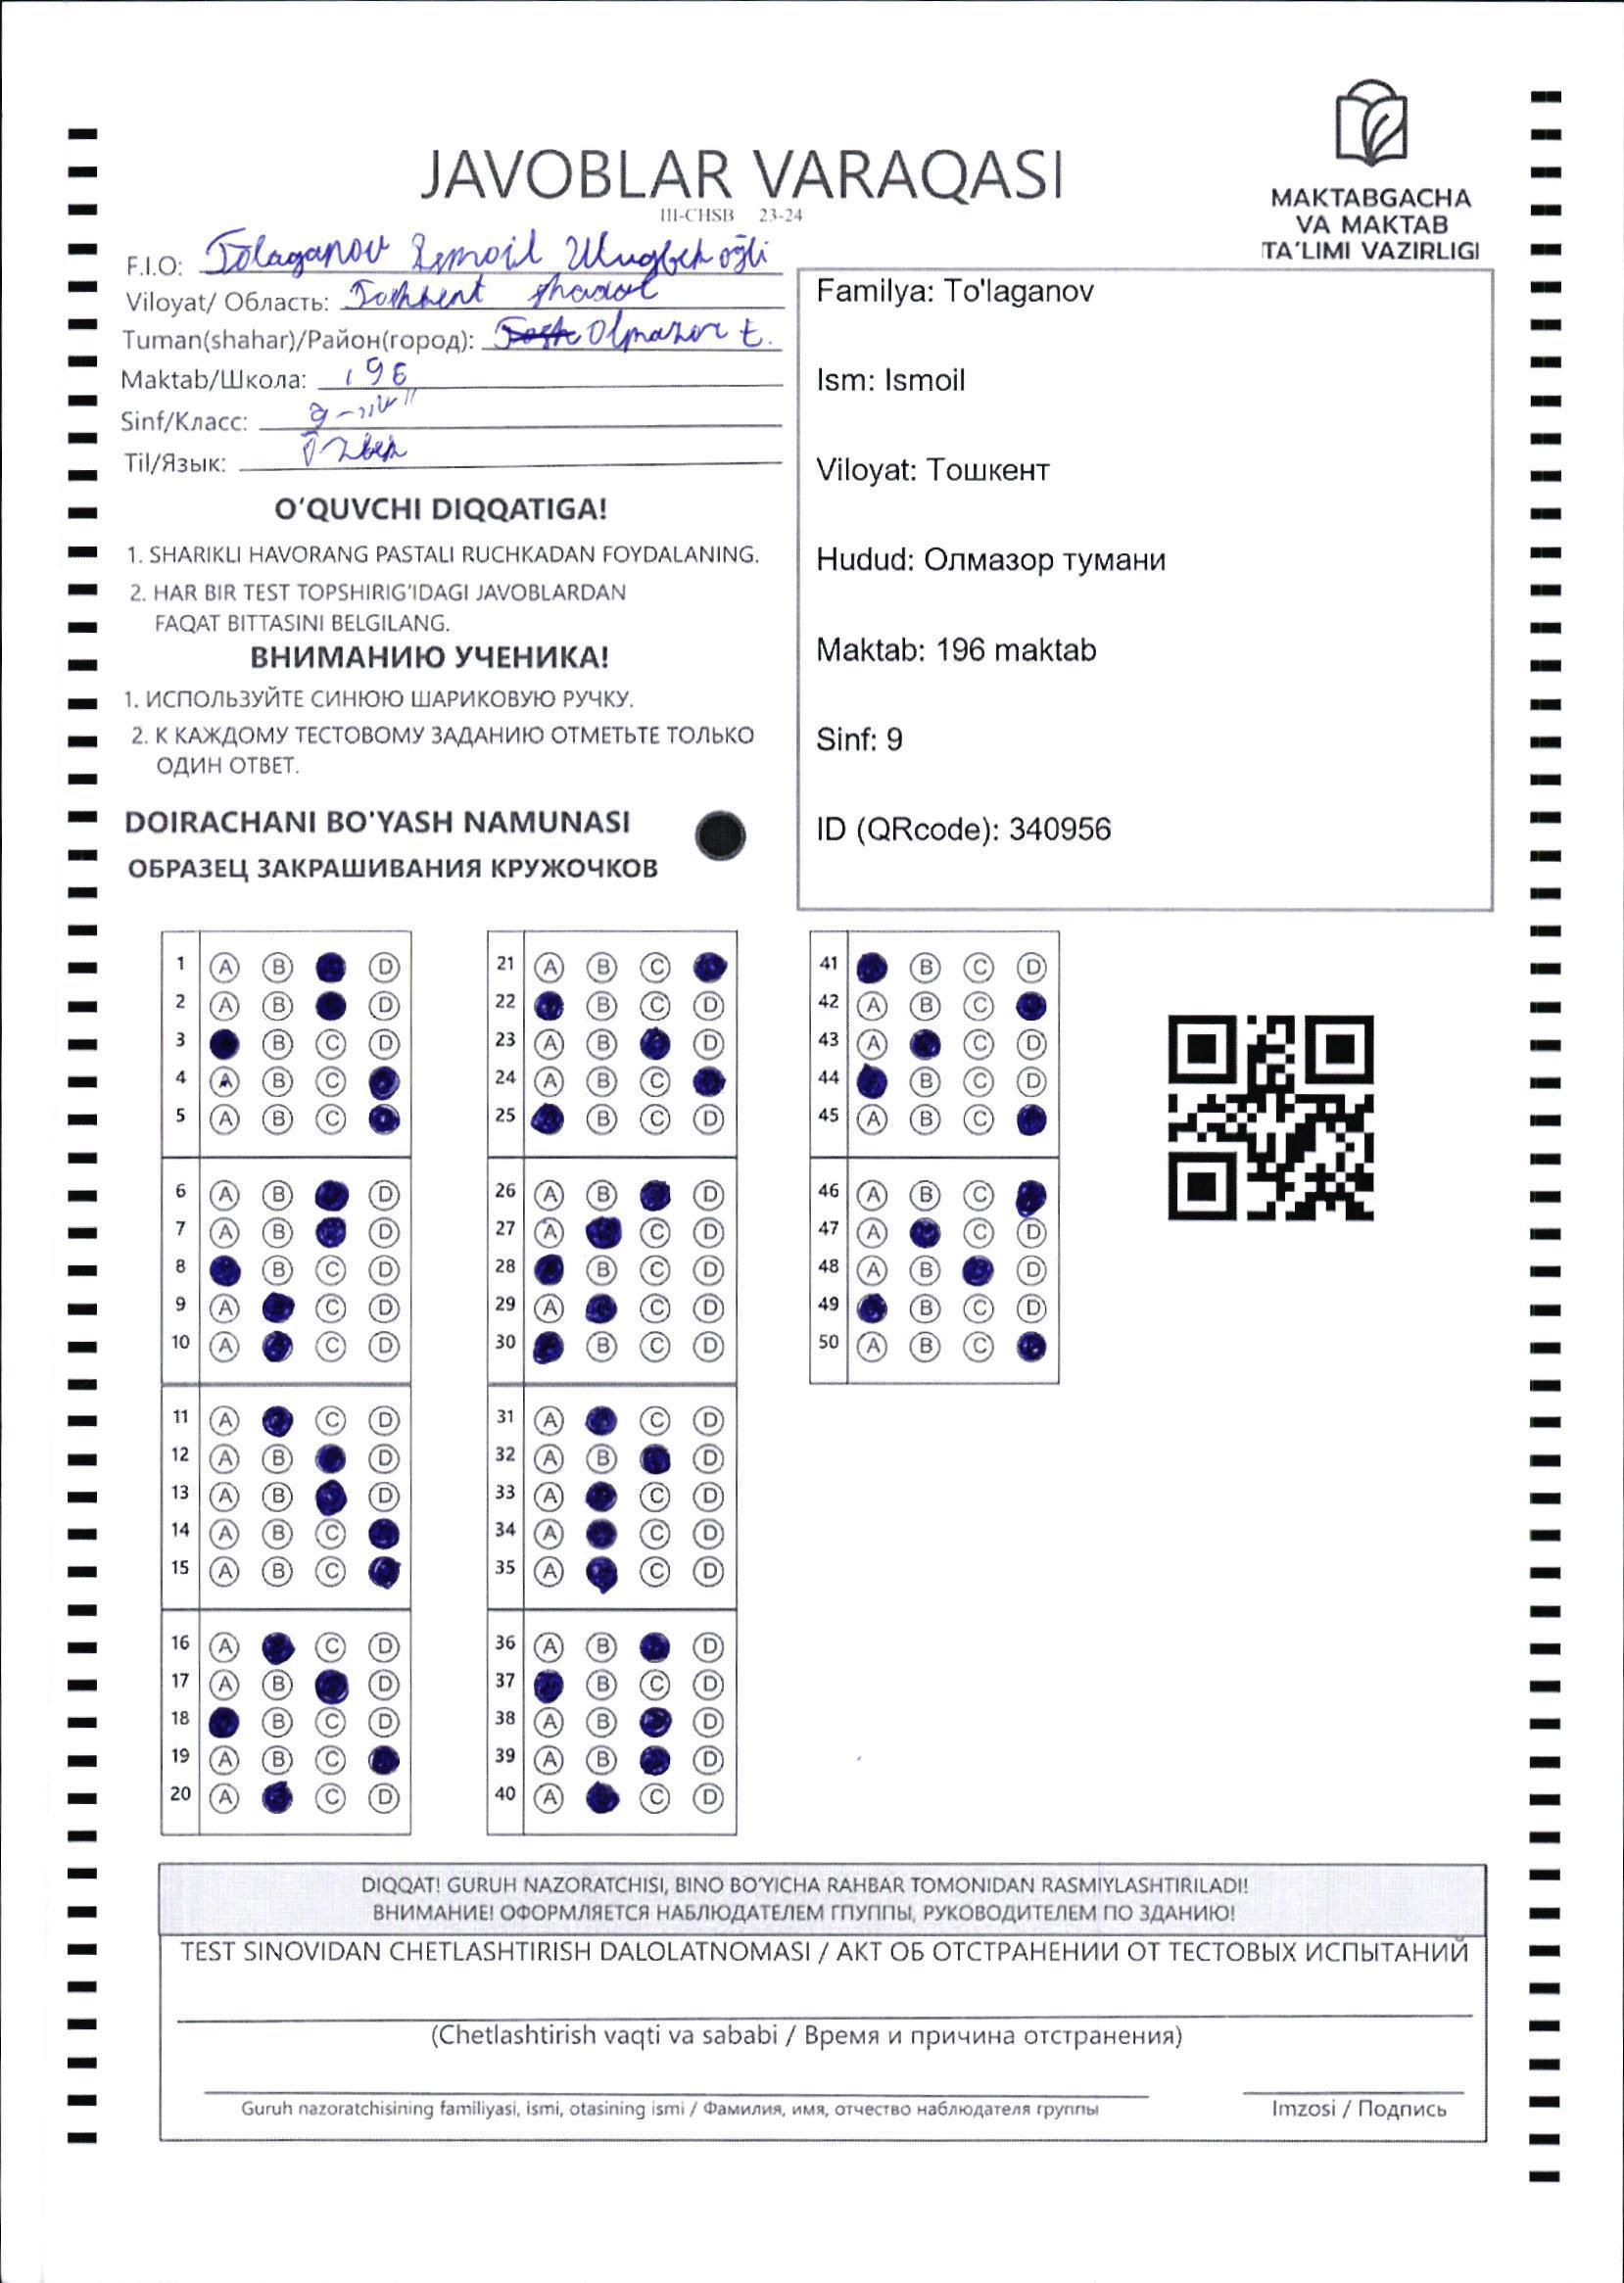 JAVOBLAR VARAQASI
III-CHSB 23-24
MAKTABGACHA
VA MAKTAB
TA'LIMI VAZIRLIGI
F.I.O: Tolaganov Ismoil Ulugbek oğli
Viloyat/ Область: Toshkent
Tuman(shahar)/Район(город): Olmazor t.
Maktab/Школа: 196
Sinf/Класс: 9-
Til/Язык:
O'QUVCHI DIQQATIGA!
1. SHARIKLI HAVORANG PASTALI RUCHKADAN FOYDALANING.
2. HAR BIR TEST TOPSHIRIG'IDAGI JAVOBLARDAN
FAQAT BITTASINI BELGILANG.
ВНИМАНИЮ УЧЕНИКА!
1. ИСПОЛЬЗУЙТЕ СИНЮЮ ШАРИКОВУЮ РУЧКУ.
2. К КАЖДОМУ ТЕСТОВОМУ ЗАДАНИЮ ОТМЕТЬТЕ ТОЛЬКО
ОДИН ОТВЕТ.
DOIRACHANI BO'YASH NAMUNASI
ОБРАЗЕЦ ЗАКРАШИВАНИЯ КРУЖОЧКОВ
Familya: To'laganov
Ism: Ismoil
Viloyat: Тошкент
Hudud: Олмазор тумани
Maktab: 196 maktab
Sinf: 9
ID (QRcode): 340956
1 A B D
2 A B D
3 B C D
4 A B C
5 A B C
6 A B D
7 A B D
8 B C D
9 A C D
10 A C D
11 A C D
12 A B D
13 A B D
14 A B C
15 A B C
16 A C D
17 A B D
18 B C D
19 A B C
20 A C D
21 A B C
22 B C D
23 A B D
24 A B C
25 B C D
26 A B D
27 A C D
28 B C D
29 A C D
30 B C D
31 A C D
32 A B D
33 A C D
34 A C D
35 A C D
36 A B D
37 B C D
38 A B D
39 A B D
40 A C D
41 B C D
42 A B C
43 A C D
44 B C D
45 A B C
46 A B C
47 A C D
48 A B D
49 B C D
50 A B C
DIQQAT! GURUH NAZORATCHISI, BINO BO'YICHA RAHBAR TOMONIDAN RASMIYLASHTIRILADI!
ВНИМАНИЕ! ОФОРМЛЯЕТСЯ НАБЛЮДАТЕЛЕМ ГПУППЫ, РУКОВОДИТЕЛЕМ ПО ЗДАНИЮ!
TEST SINOVIDAN CHETLASHTIRISH DALOLATNOMASI / АКТ ОБ ОТСТРАНЕНИИ ОТ ТЕСТОВЫХ ИСПЫТАНИЙ
(Chetlashtirish vaqti va sababi / Время и причина отстранения)
Guruh nazoratchisining familiyasi, ismi, otasining ismi / Фамилия, имя, отчество наблюдателя группы
Imzosi / Подпись